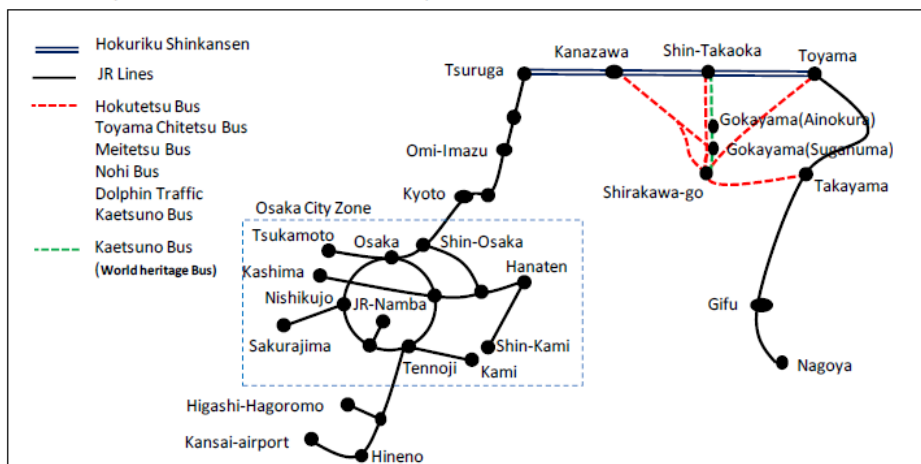 Hokuriku Shinkansen
JR Lines
Hokutetsu Bus
Toyama Chitetsu Bus
Meitetsu Bus
Nohi Bus
Dolphin Traffic
Kaetsuno Bus
Kaetsuno Bus
(World heritage Bus)
Kanazawa
Shin-Takaoka
Toyama
Tsuruga
Gokayama(Ainokura)
Omi-Imazu
Gokayama(Suganuma)
Shirakawa-go
Takayama
Kyoto
Osaka City Zone
Tsukamoto
Osaka
Shin-Osaka
Kashima
Hanaten
Nishikujo
JR-Namba
Gifu
Sakurajima
Shin-Kami
Tennoji
Kami
Nagoya
Higashi-Hagoromo
Kansai-airport
Hineno